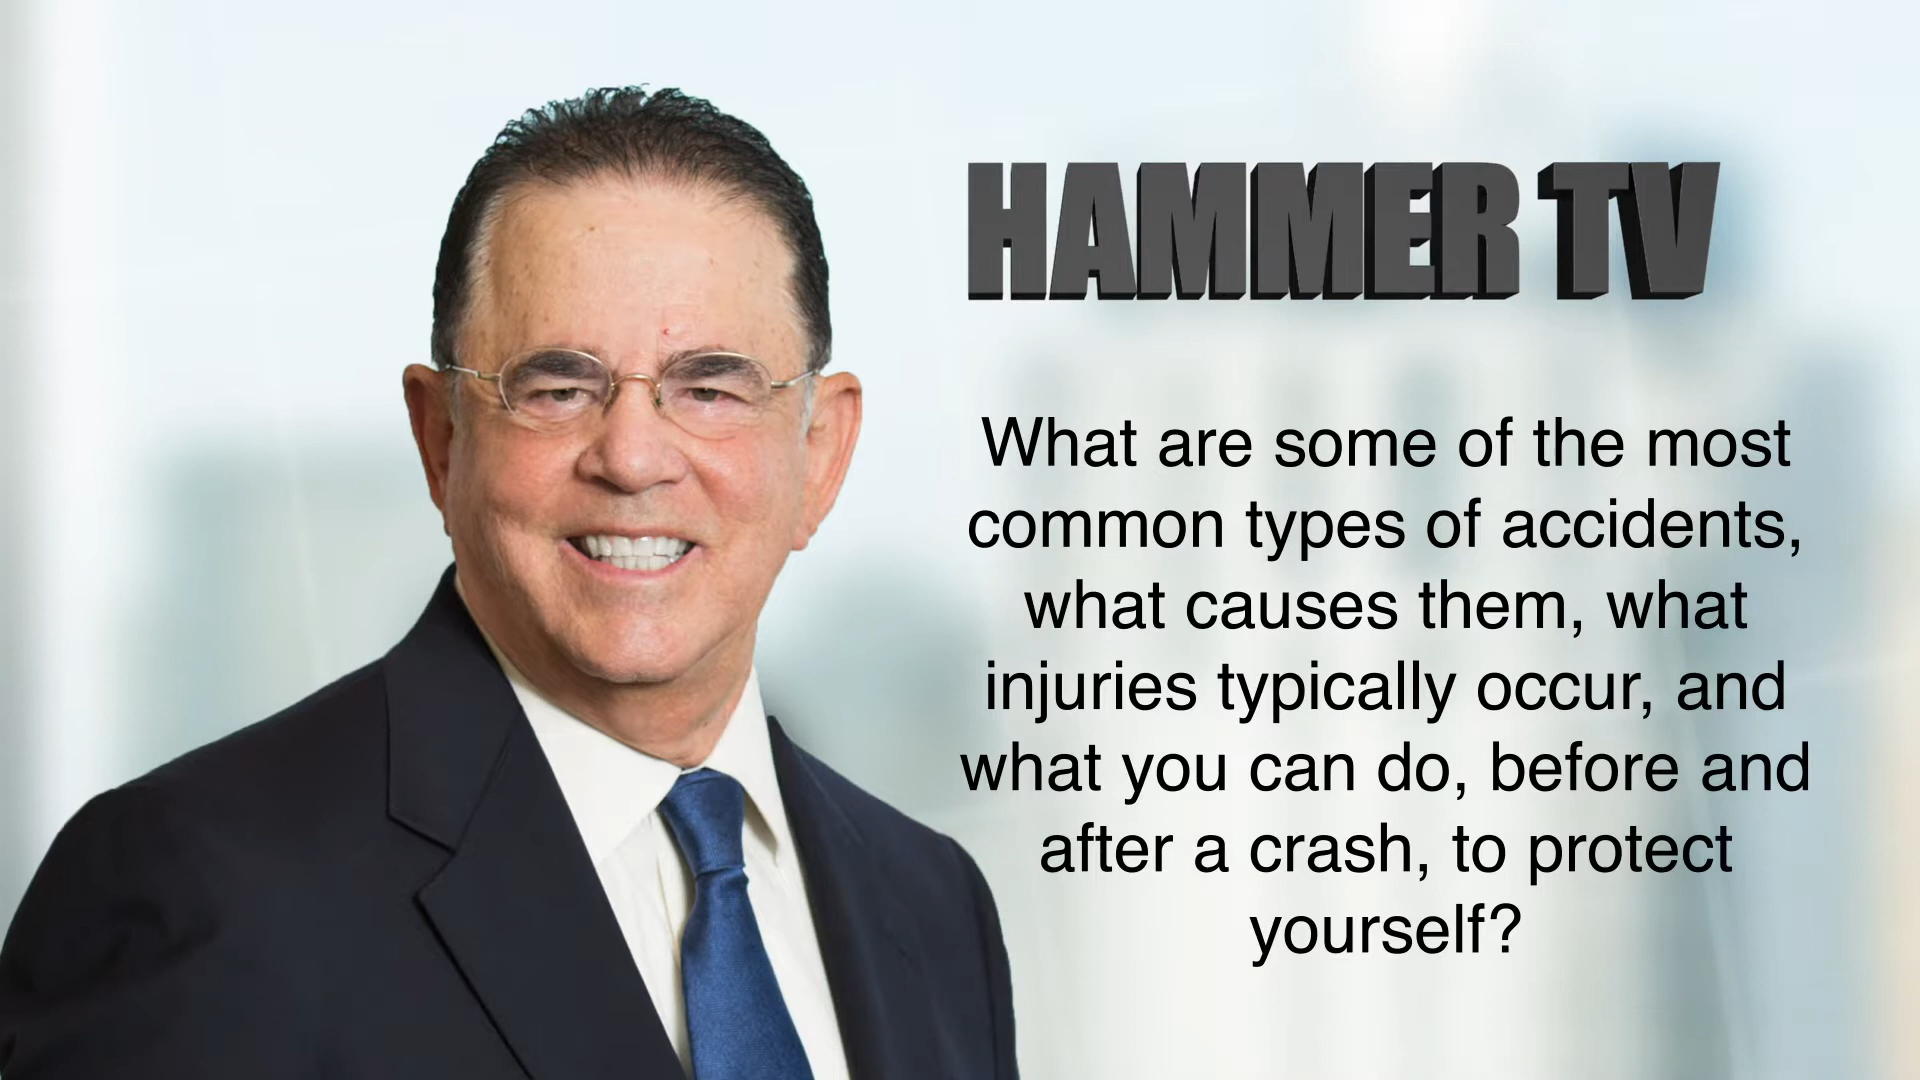 HAMMER TV
What are some of the most
common types of accidents,
what causes them, what
injuries typically occur, and
what you can do, before and
after a crash, to protect
yourself?